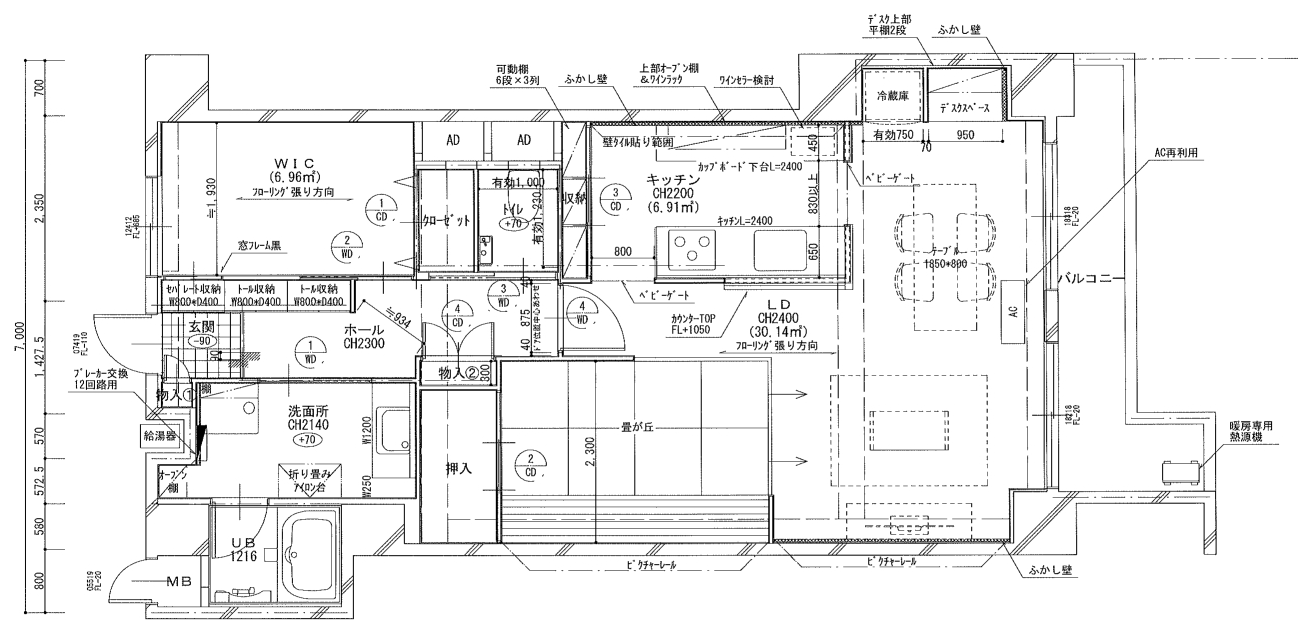 デスク上部
平棚2段
ふかし壁
可動棚
6段×3列
ふかし壁
上部オープン棚
&ワインラック
ワインセラー検討
冷蔵庫
デスクスペース
有効750
950
70
700
2,350
1,427.5
570
572.5
580
800
7,000
AD
AD
壁タイル貼り範囲
450
カップボード下台L=2400
ベビーゲート
AC再利用
WIC
(6.96㎡)
フローリング張り方向
≒1,930
1
CD
2
WD
窓フレーム黒
12412
FL+685
クローゼット
有効1,000
有効1,230
トイレ
+70
収納
3
CD
キッチン
CH2200
(6.91㎡)
830以上
キッチンL=2400
800
650
テーブル
1850*800
18218
FL-20
バルコニー
セパレート収納
W800*D400
トール収納
W800*D400
トール収納
W800*D400
玄関
-90
90
07419
FL-110
ホール
CH2300
≒934
1
WD
4
CD
3
WD
40
875
40
ドア位置中心あわせ
4
WD
ベビーゲート
カウンターTOP
FL+1050
LD
CH2400
(30.14㎡)
フローリング張り方向
AC
ブレーカー交換
12回路用
物入①
棚
物入②
300
給湯器
洗面所
CH2140
+70
W1200
W250
オープン
棚
折り畳み
アイロン台
押入
2
CD
畳が丘
2,300
18218
FL-20
暖房専用
熱源機
UB
1216
MB
05519
FL-20
ピクチャーレール
ピクチャーレール
ふかし壁